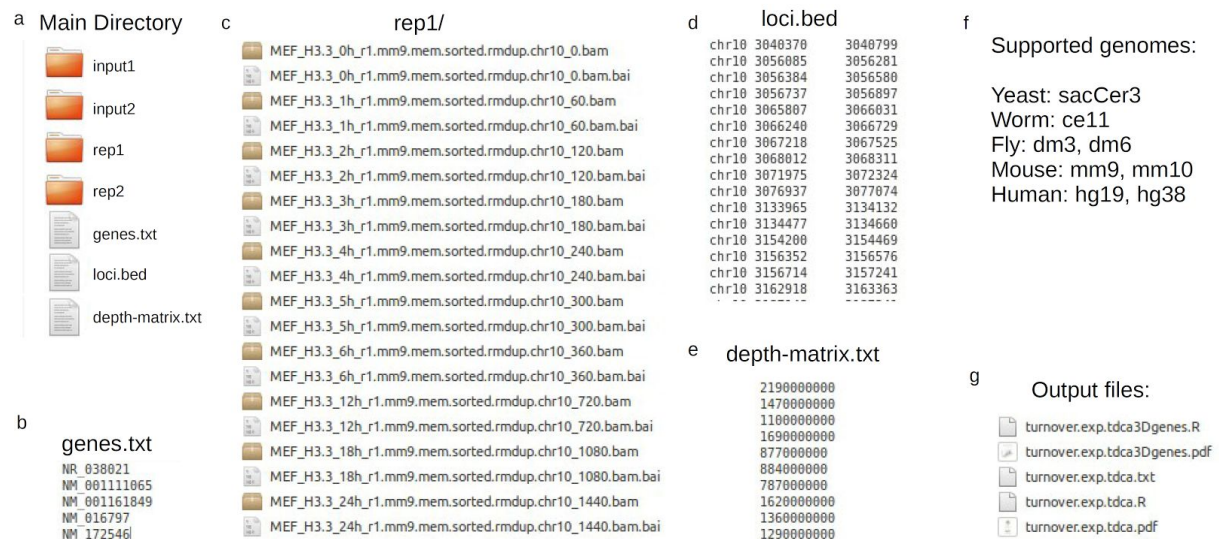 a Main Directory
input1
input2
rep1
rep2
genes.txt
loci.bed
depth-matrix.txt
b
genes.txt
NR_038021
NM_001111065
NM_001161849
NM_016797
NM_172546
c rep1/
MEF_H3.3_0h_r1.mm9.mem.sorted.rmdup.chr10_0.bam
MEF_H3.3_0h_r1.mm9.mem.sorted.rmdup.chr10_0.bam.bai
MEF_H3.3_1h_r1.mm9.mem.sorted.rmdup.chr10_60.bam
MEF_H3.3_1h_r1.mm9.mem.sorted.rmdup.chr10_60.bam.bai
MEF_H3.3_2h_r1.mm9.mem.sorted.rmdup.chr10_120.bam
MEF_H3.3_2h_r1.mm9.mem.sorted.rmdup.chr10_120.bam.bai
MEF_H3.3_3h_r1.mm9.mem.sorted.rmdup.chr10_180.bam
MEF_H3.3_3h_r1.mm9.mem.sorted.rmdup.chr10_180.bam.bai
MEF_H3.3_4h_r1.mm9.mem.sorted.rmdup.chr10_240.bam
MEF_H3.3_4h_r1.mm9.mem.sorted.rmdup.chr10_240.bam.bai
MEF_H3.3_5h_r1.mm9.mem.sorted.rmdup.chr10_300.bam
MEF_H3.3_5h_r1.mm9.mem.sorted.rmdup.chr10_300.bam.bai
MEF_H3.3_6h_r1.mm9.mem.sorted.rmdup.chr10_360.bam
MEF_H3.3_6h_r1.mm9.mem.sorted.rmdup.chr10_360.bam.bai
MEF_H3.3_12h_r1.mm9.mem.sorted.rmdup.chr10_720.bam
MEF_H3.3_12h_r1.mm9.mem.sorted.rmdup.chr10_720.bam.bai
MEF_H3.3_18h_r1.mm9.mem.sorted.rmdup.chr10_1080.bam
MEF_H3.3_18h_r1.mm9.mem.sorted.rmdup.chr10_1080.bam.bai
MEF_H3.3_24h_r1.mm9.mem.sorted.rmdup.chr10_1440.bam
MEF_H3.3_24h_r1.mm9.mem.sorted.rmdup.chr10_1440.bam.bai
d loci.bed
chr10 3040370 3040799
chr10 3056085 3056281
chr10 3056384 3056580
chr10 3056737 3056897
chr10 3065807 3066031
chr10 3066240 3066729
chr10 3067218 3067525
chr10 3068012 3068311
chr10 3071975 3072324
chr10 3076937 3077074
chr10 3133965 3134132
chr10 3134477 3134660
chr10 3154200 3154469
chr10 3156352 3156576
chr10 3156714 3157241
chr10 3162918 3163363
e depth-matrix.txt
2190000000
1470000000
1100000000
1690000000
877000000
884000000
787000000
1620000000
1360000000
1290000000
f
Supported genomes:
Yeast: sacCer3
Worm: ce11
Fly: dm3, dm6
Mouse: mm9, mm10
Human: hg19, hg38
g
Output files:
turnover.exp.tdca3Dgenes.R
turnover.exp.tdca3Dgenes.pdf
turnover.exp.tdca.txt
turnover.exp.tdca.R
turnover.exp.tdca.pdf